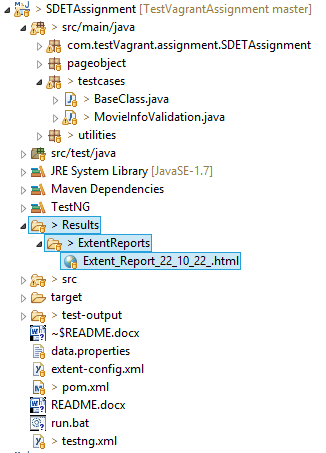 > SDETAssignment [TestVagrantAssignment master]
> src/main/java
com.testVagrant.assignment.SDETAssignment
pageobject
> testcases
> BaseClass.java
> MovieInfoValidation.java
> utilities
src/test/java
JRE System Library [JavaSE-1.7]
Maven Dependencies
TestNG
> Results
> ExtentReports
Extent_Report_22_10_22_.html
> src
target
> test-output
~$README.docx
data.properties
extent-config.xml
> pom.xml
README.docx
run.bat
> testng.xml